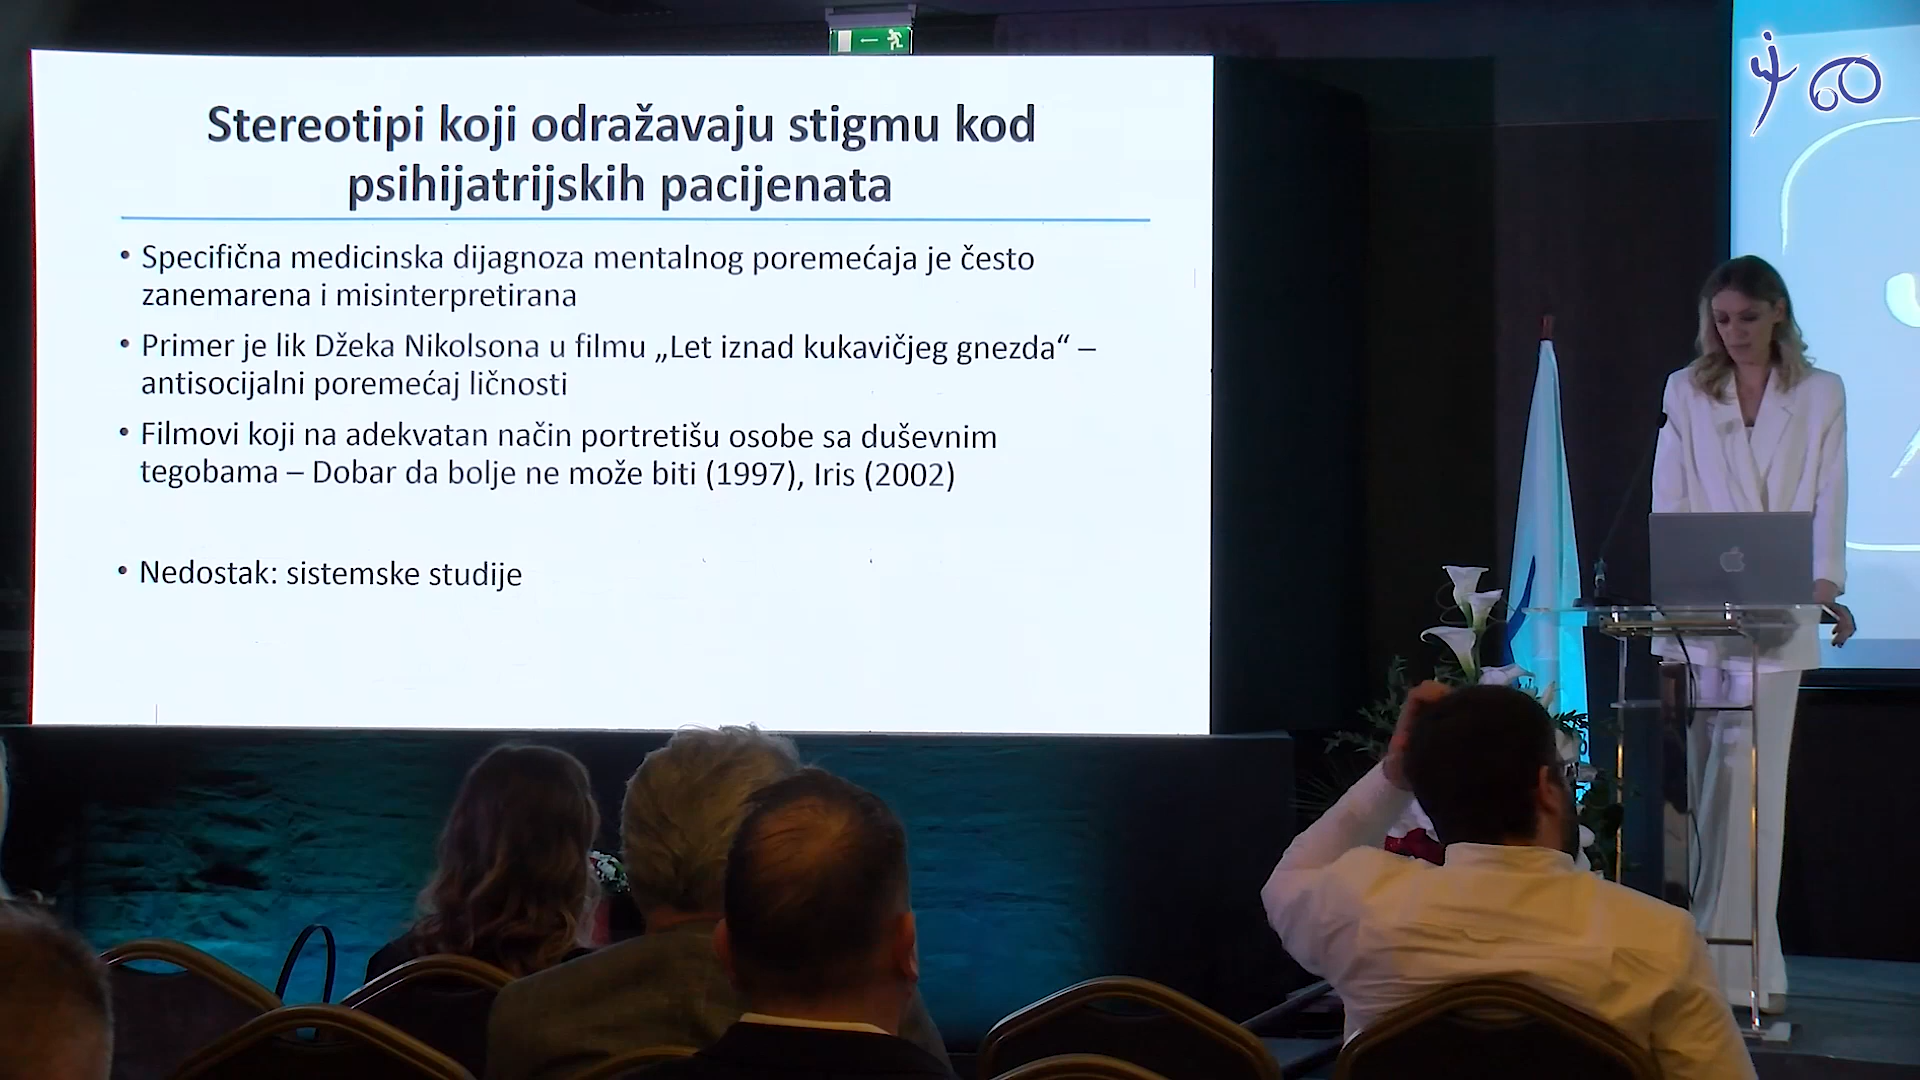 Stereotipi koji odražavaju stigmu kod
psihijatrijskih pacijenata
• Specifična medicinska dijagnoza mentalnog poremećaja je često
zanemarena i misinterpretirana
• Primer je lik Džeka Nikolsona u filmu „Let iznad kukavičjeg gnezda“ –
antisocijalni poremećaj ličnosti
• Filmovi koji na adekvatan način portretišu osobe sa duševnim
tegobama – Dobar da bolje ne može biti (1997), Iris (2002)
• Nedostak: sistemske studije
60